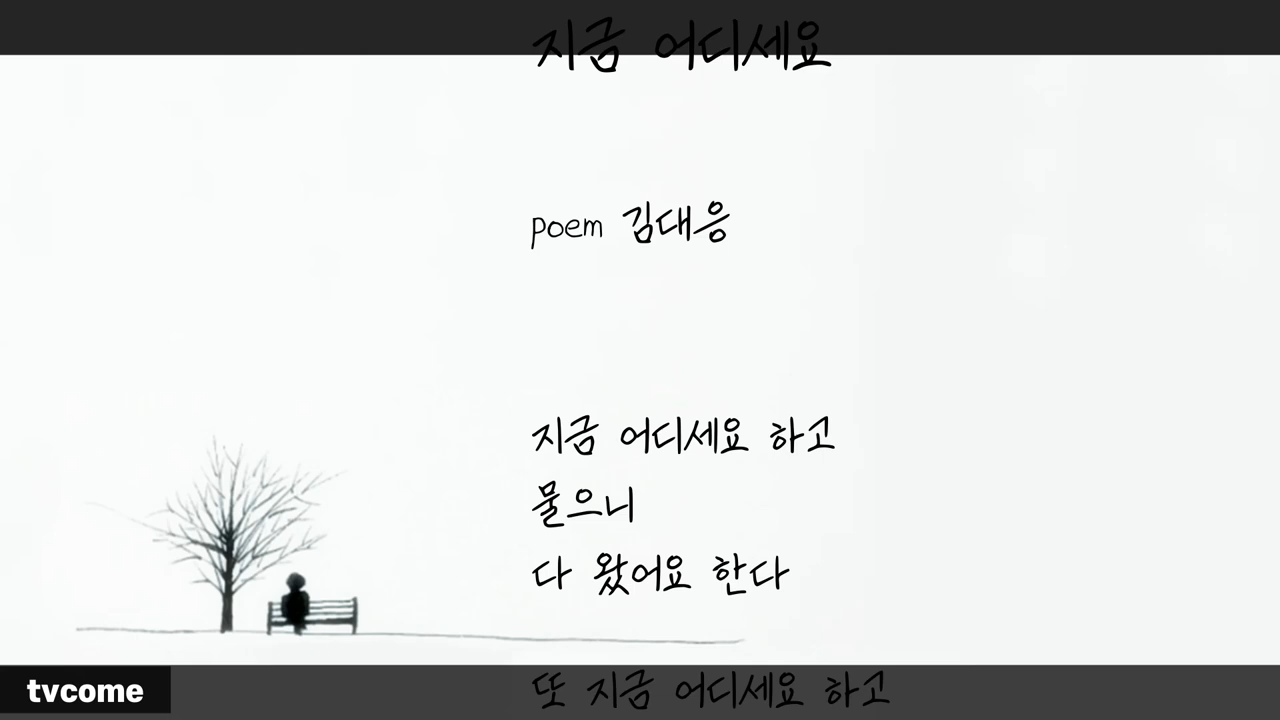 지금 어디세요
poem 김대응
지금 어디세요 하고
물으니
다 왔어요 한다
또 지금 어디세요 하고
tvcome